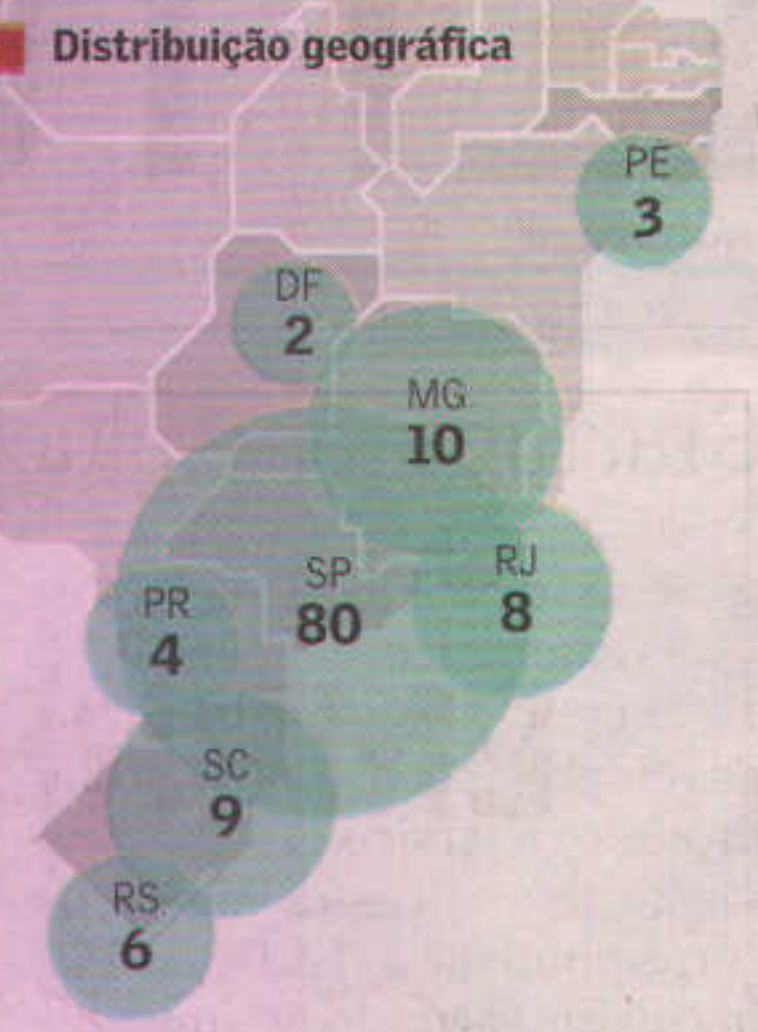 Distribuição geográfica
PE
3
DF
2
MG
10
SP
80
RJ
8
PR
4
SC
9
RS
6